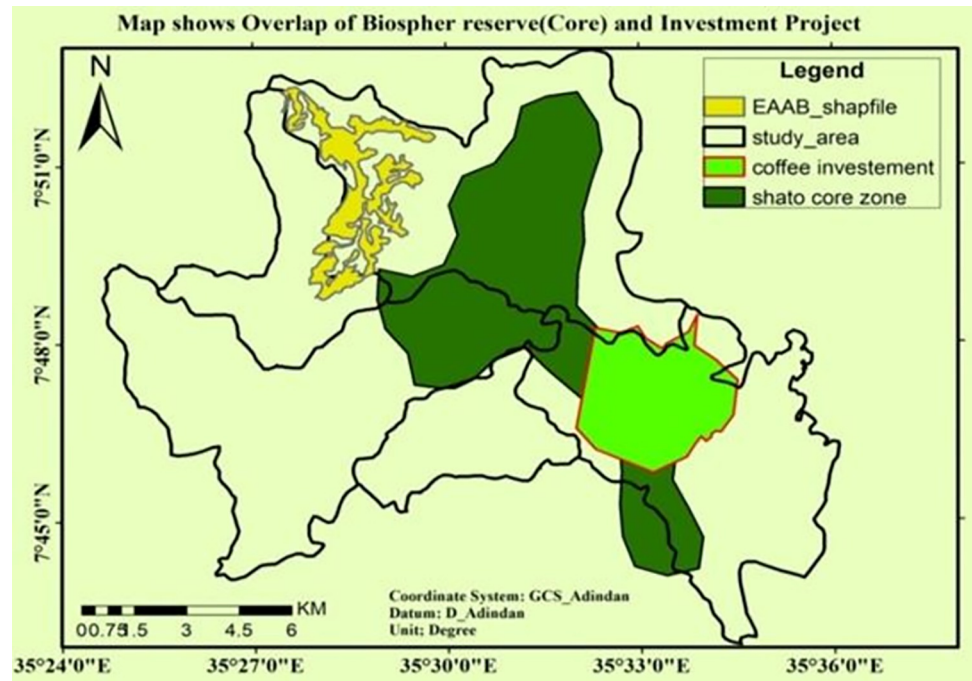 Map shows Overlap of Biospher reserve(Core) and Investment Project
N
Legend
EAAB_shapfile
study_area
coffee investement
shato core zone
7°51'0"N
7°48'0"N
7°45'0"N
KM
0 0.75 1.5 3 4.5 6
Coordinate System: GCS_Adindan
Datum: D_Adindan
Unit: Degree
35°24'0"E 35°27'0"E 35°30'0"E 35°33'0"E 35°36'0"E